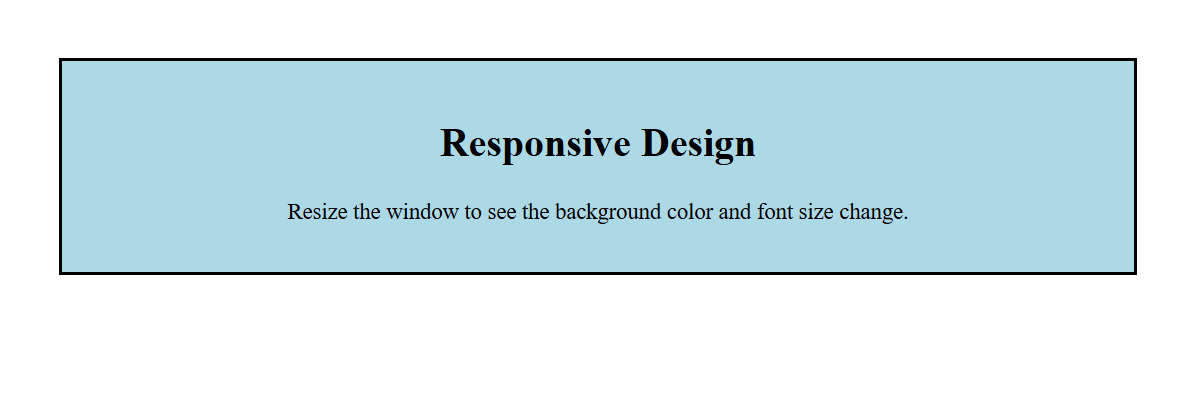 Responsive Design
Resize the window to see the background color and font size change.